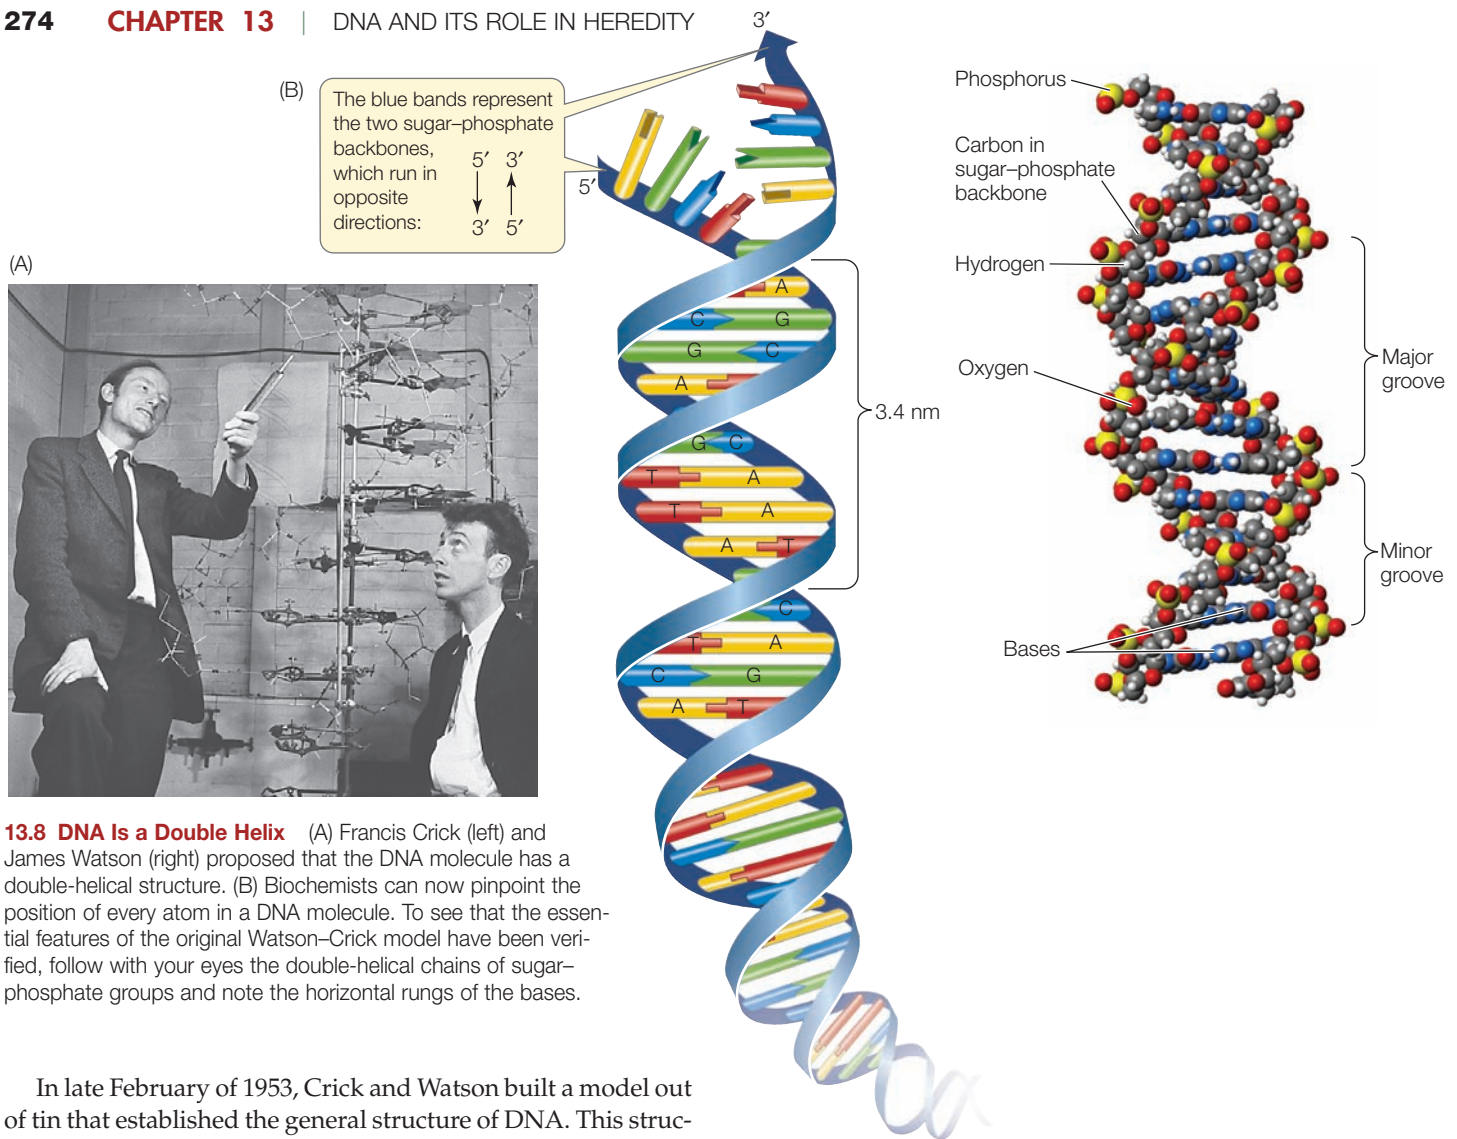 274 CHAPTER 13 | DNA AND ITS ROLE IN HEREDITY
(B)
The blue bands represent
the two sugar–phosphate
backbones,
which run in
opposite
directions:
5′ 3′
3′ 5′
3′
5′
(A)
A
C G
G C
A
G C
T A
T A
A T
C
T A
C G
A T
3.4 nm
Phosphorus
Carbon in
sugar–phosphate
backbone
Hydrogen
Oxygen
Major
groove
Minor
groove
Bases
13.8 DNA Is a Double Helix (A) Francis Crick (left) and
James Watson (right) proposed that the DNA molecule has a
double-helical structure. (B) Biochemists can now pinpoint the
position of every atom in a DNA molecule. To see that the essen-
tial features of the original Watson–Crick model have been veri-
fied, follow with your eyes the double-helical chains of sugar–
phosphate groups and note the horizontal rungs of the bases.
In late February of 1953, Crick and Watson built a model out
of tin that established the general structure of DNA. This struc-